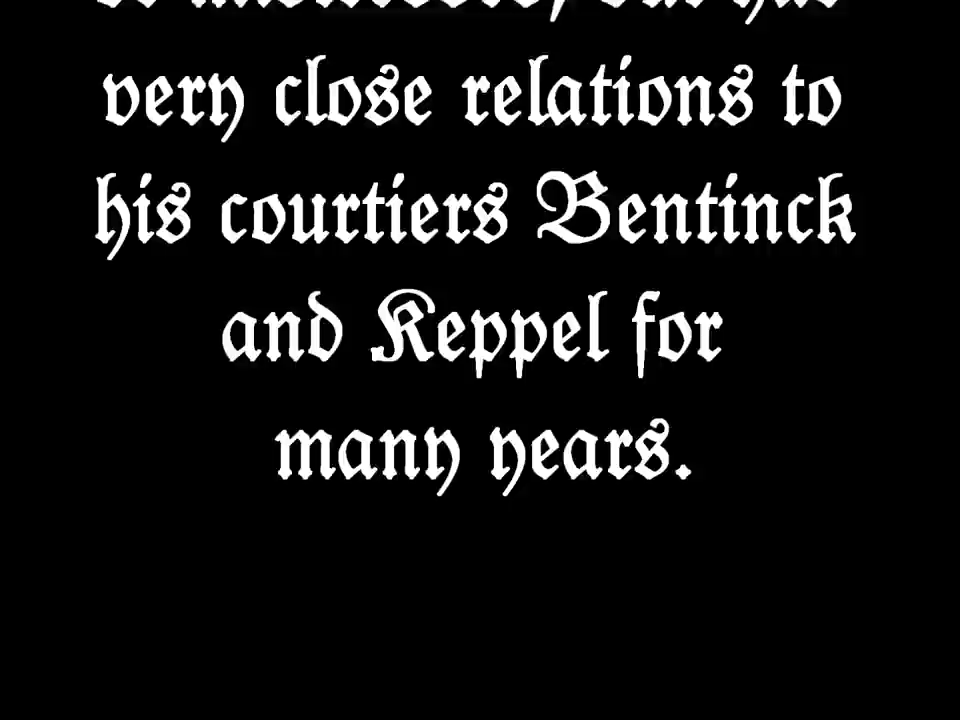 very close relations to
his courtiers Bentinck
and Keppel for
many years.